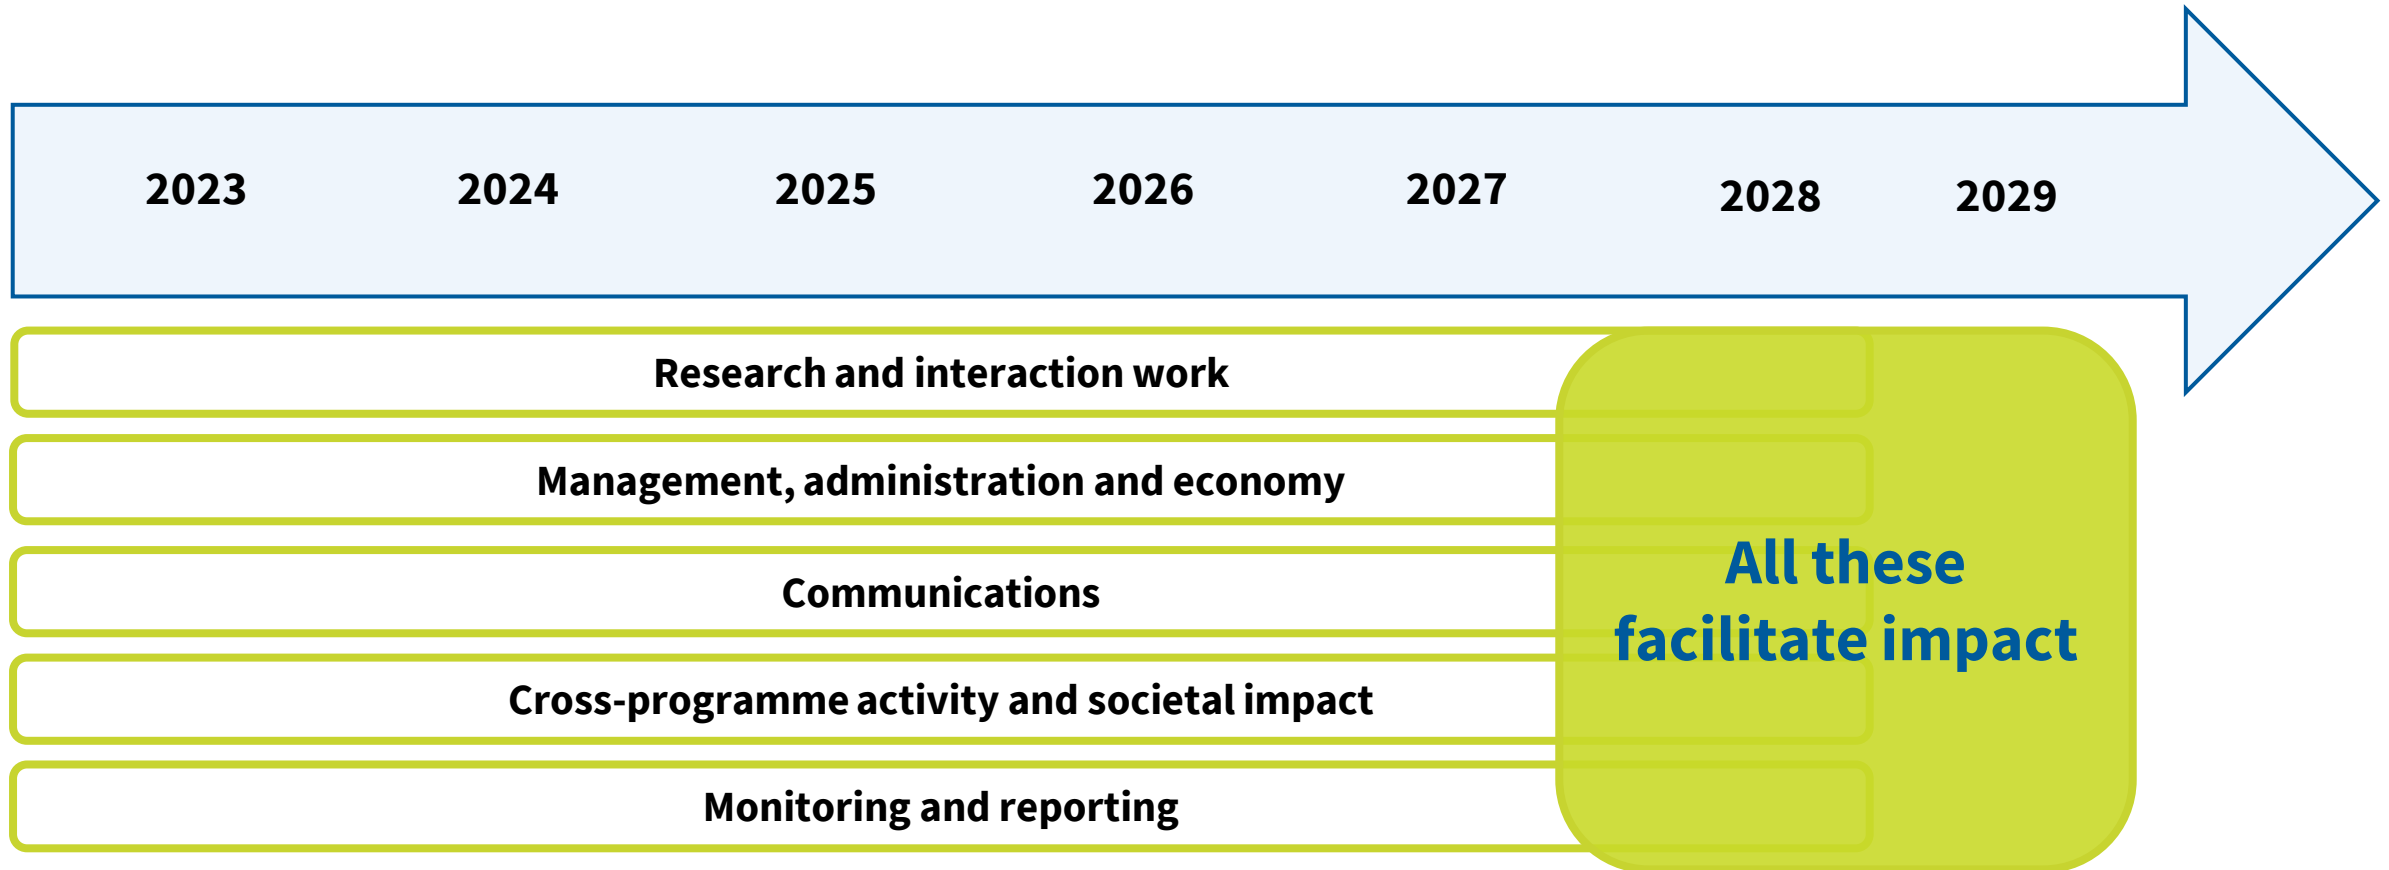 2023 2024 2025 2026 2027 2028 2029
Research and interaction work
Management, administration and economy
Communications
Cross-programme activity and societal impact
Monitoring and reporting
All these
facilitate impact